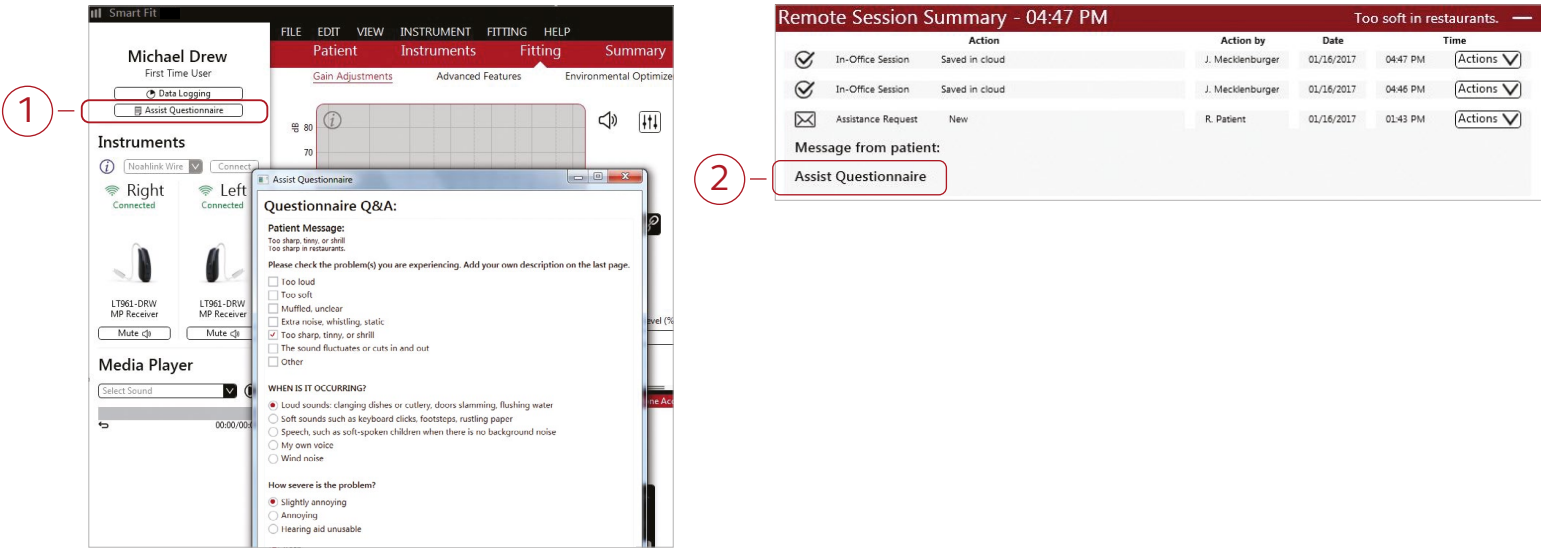 Smart Fit
FILE EDIT VIEW INSTRUMENT FITTING HELP
Patient Instruments Fitting Summary
Gain Adjustments Advanced Features Environmental Optimize
Michael Drew
First Time User
Data Logging
1
Assist Questionnaire
Instruments
i
Noahlink Wire V Connect
Right Left
Connected Connected
LT961-DRW LT961-DRW
MP Receiver MP Receiver
Mute Mute
Media Player
Select Sound V
00:00/00:
dB 80
i
70
evel (%
ne Acc
Assist Questionnaire
Questionnaire Q&A:
Patient Message:
Too sharp, tinny, or shrill
Too sharp in restaurants.
Please check the problem(s) you are experiencing. Add your own description on the last page.
Too loud
Too soft
Muffled, unclear
Extra noise, whistling, static
Too sharp, tinny, or shrill
The sound fluctuates or cuts in and out
Other
WHEN IS IT OCCURRING?
Loud sounds: clanging dishes or cutlery, doors slamming, flushing water
Soft sounds such as keyboard clicks, footsteps, rustling paper
Speech, such as soft-spoken children when there is no background noise
My own voice
Wind noise
How severe is the problem?
Slightly annoying
Annoying
Hearing aid unusable
Remote Session Summary - 04:47 PM Too soft in restaurants.
Action Action by Date Time
In-Office Session Saved in cloud J. Mecklenburger 01/16/2017 04:47 PM Actions V
In-Office Session Saved in cloud J. Mecklenburger 01/16/2017 04:46 PM Actions V
Assistance Request New R. Patient 01/16/2017 01:43 PM Actions V
Message from patient:
2
Assist Questionnaire